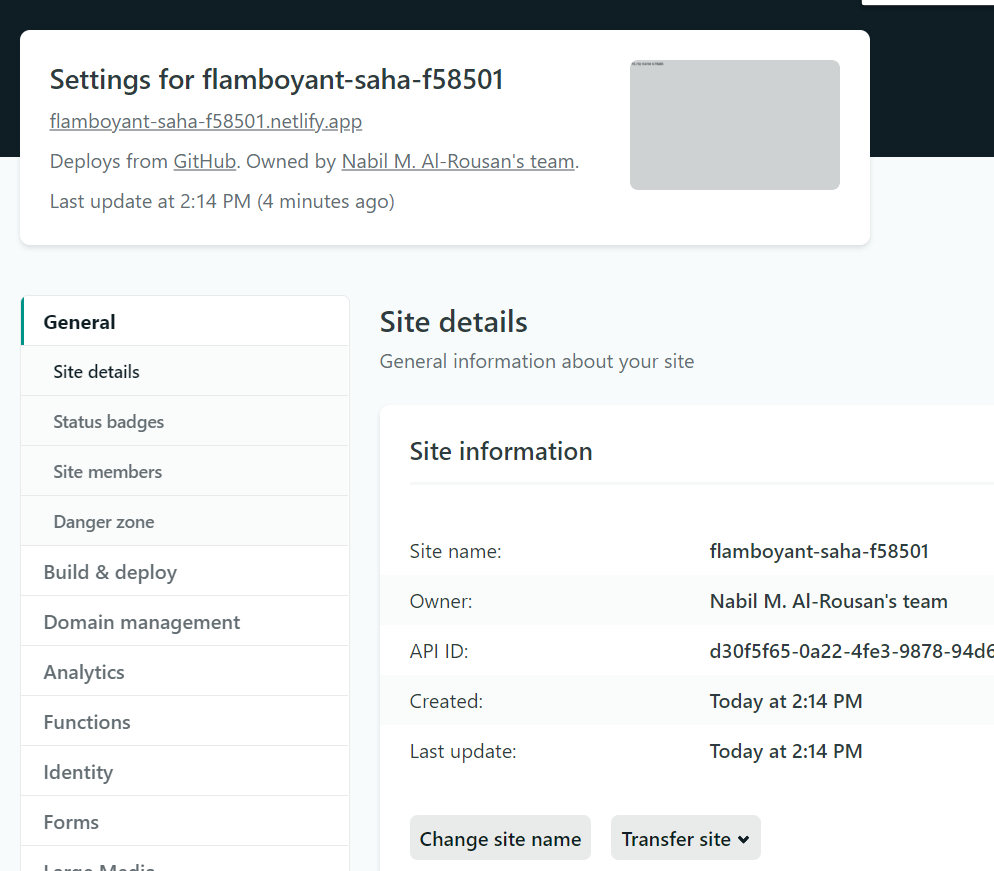 Settings for flamboyant-saha-f58501
flamboyant-saha-f58501.netlify.app
Deploys from GitHub. Owned by Nabil M. Al-Rousan's team.
Last update at 2:14 PM (4 minutes ago)
General
Site details
Status badges
Site members
Danger zone
Build & deploy
Domain management
Analytics
Functions
Identity
Forms
Large Media
Site details
General information about your site
Site information
Site name: flamboyant-saha-f58501
Owner: Nabil M. Al-Rousan's team
API ID: d30f5f65-0a22-4fe3-9878-94d6
Created: Today at 2:14 PM
Last update: Today at 2:14 PM
Change site name Transfer site